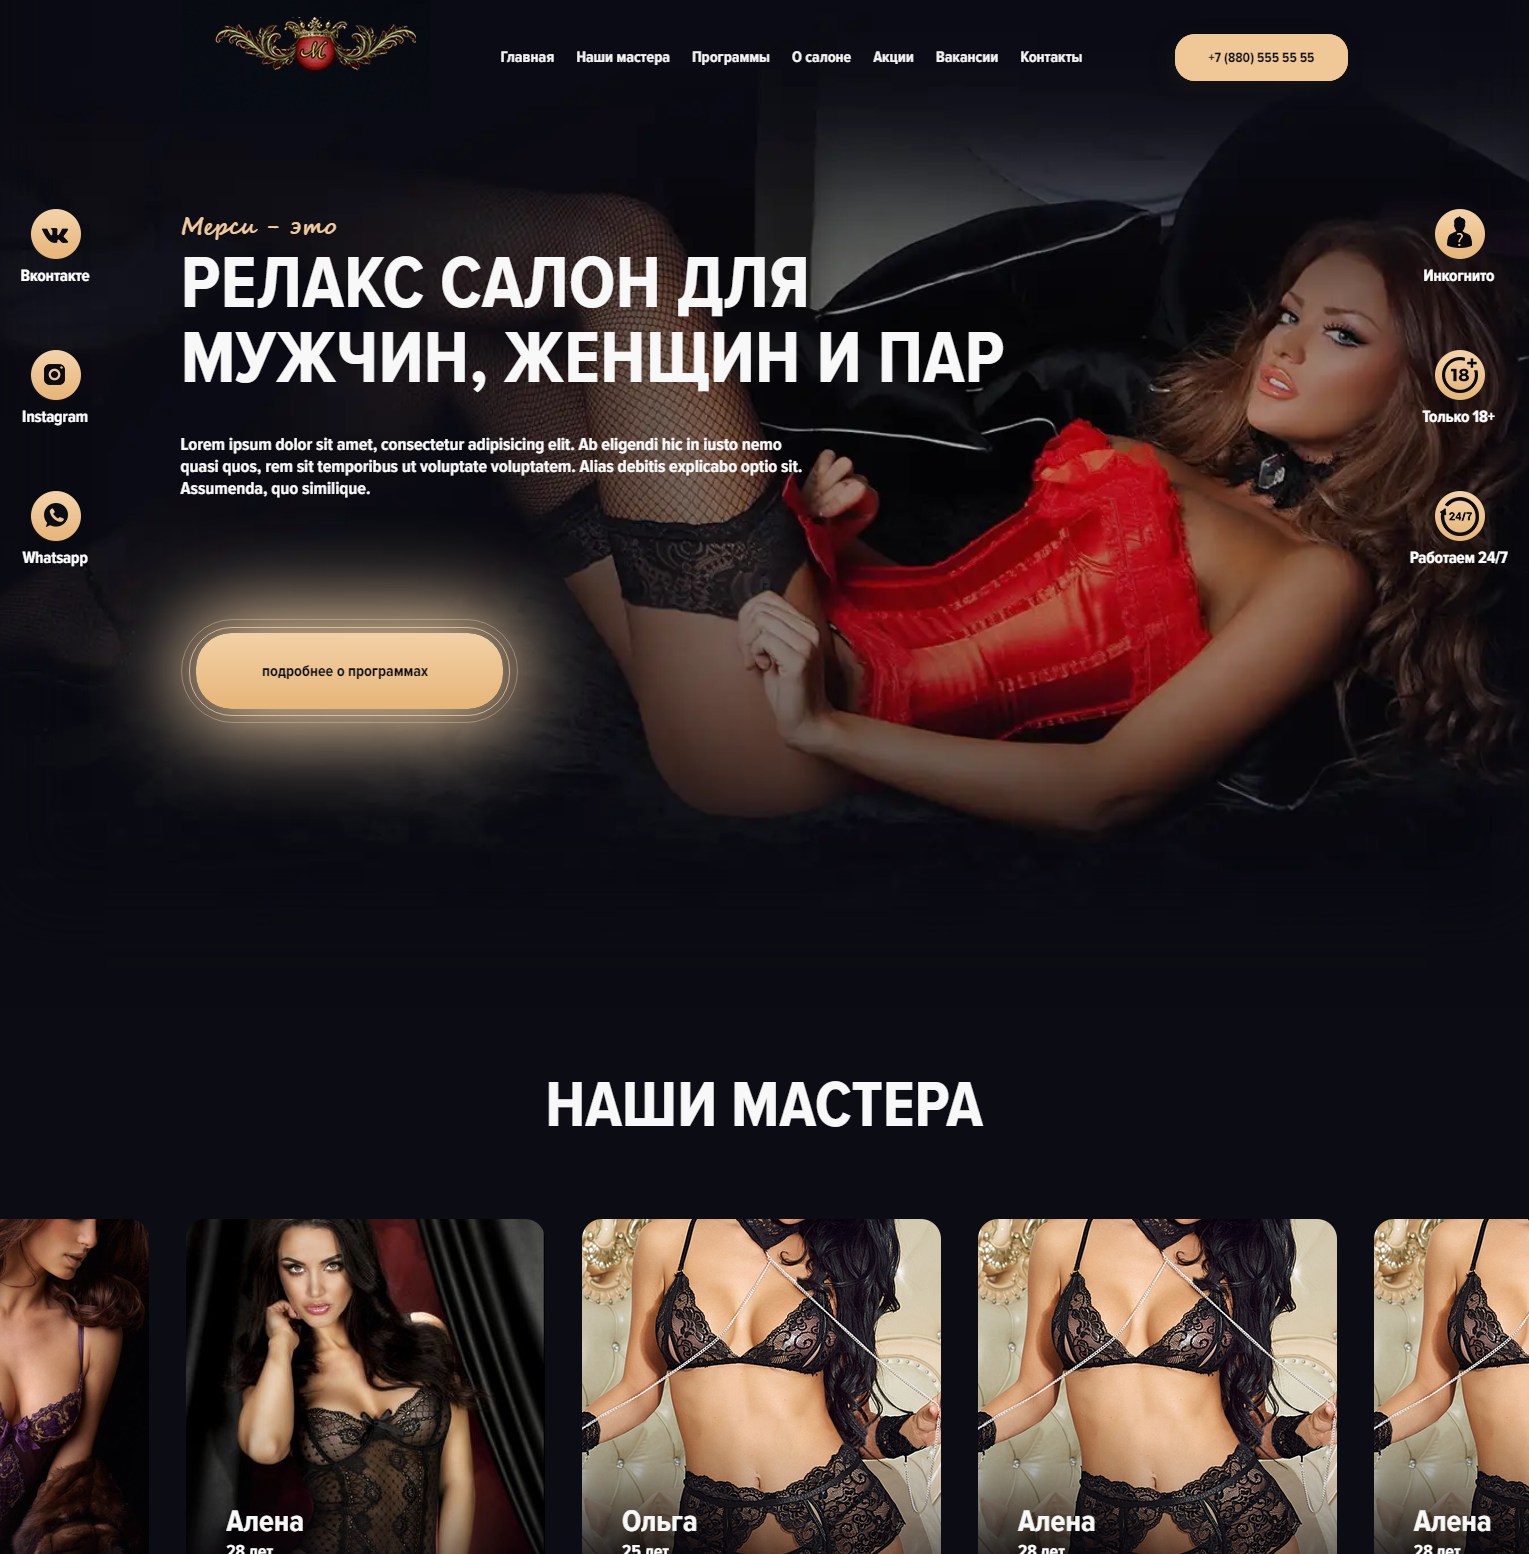 M
Главная Наши мастера Программы О салоне Акции Вакансии Контакты
+7 (880) 555 55 55
Мерси - это
РЕЛАКС САЛОН ДЛЯ
МУЖЧИН, ЖЕНЩИН И ПАР
Lorem ipsum dolor sit amet, consectetur adipisicing elit. Ab eligendi hic in iusto nemo
quasi quos, rem sit temporibus ut voluptate voluptatem. Alias debitis explicabo optio sit.
Assumenda, quo similique.
подробнее о программах
Вконтакте
Instagram
Whatsapp
?
Инкогнито
18+
Только 18+
24/7
Работаем 24/7
НАШИ МАСТЕРА
Алена
28 лет
Ольга
25 лет
Алена
28 лет
Алена
28 лет